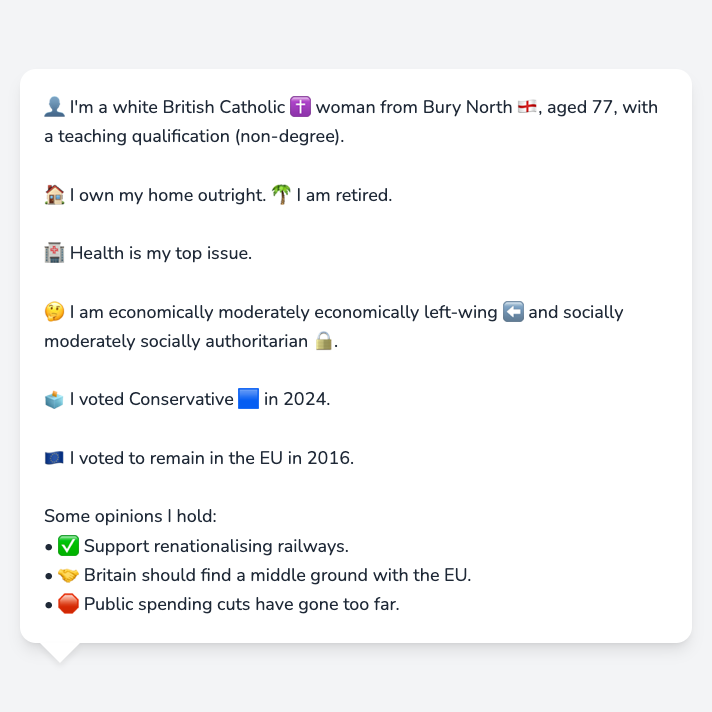 👤 I'm a white British Catholic ✝️ woman from Bury North 🏴󠁧󠁢󠁥󠁮󠁧󠁿, aged 77, with
a teaching qualification (non-degree).
🏠 I own my home outright. 🌴 I am retired.
🏥 Health is my top issue.
🤔 I am economically moderately economically left-wing ⬅️ and socially
moderately socially authoritarian 🔒.
🗳️ I voted Conservative 🟦 in 2024.
🇪🇺 I voted to remain in the EU in 2016.
Some opinions I hold:
• ✅ Support renationalising railways.
• 🤝 Britain should find a middle ground with the EU.
• 🛑 Public spending cuts have gone too far.